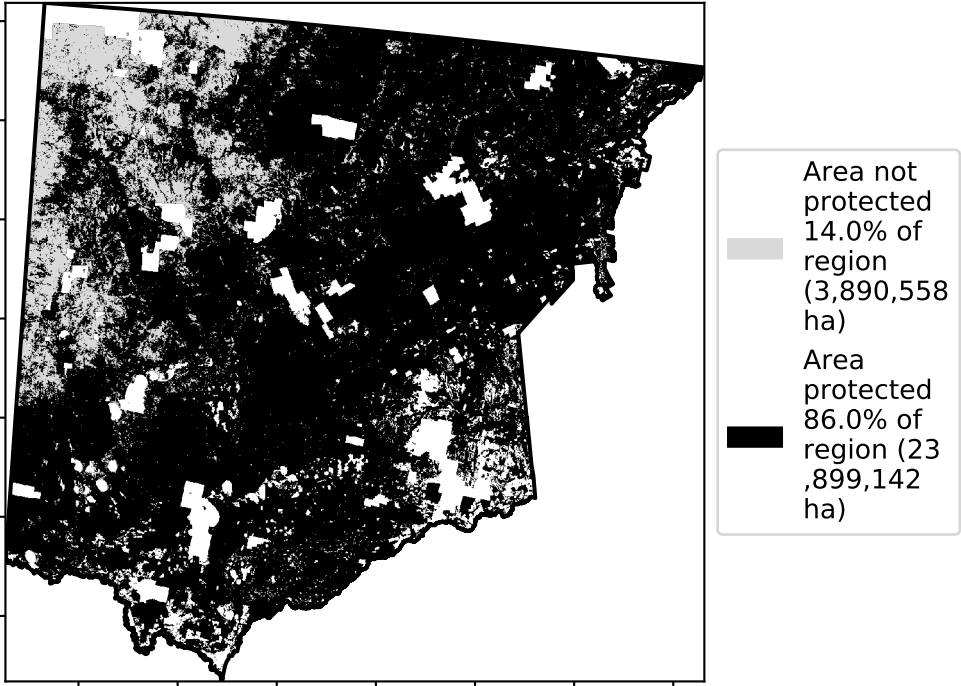 Area not
protected
14.0% of
region
(3,890,558
ha)
Area
protected
86.0% of
region (23
,899,142
ha)